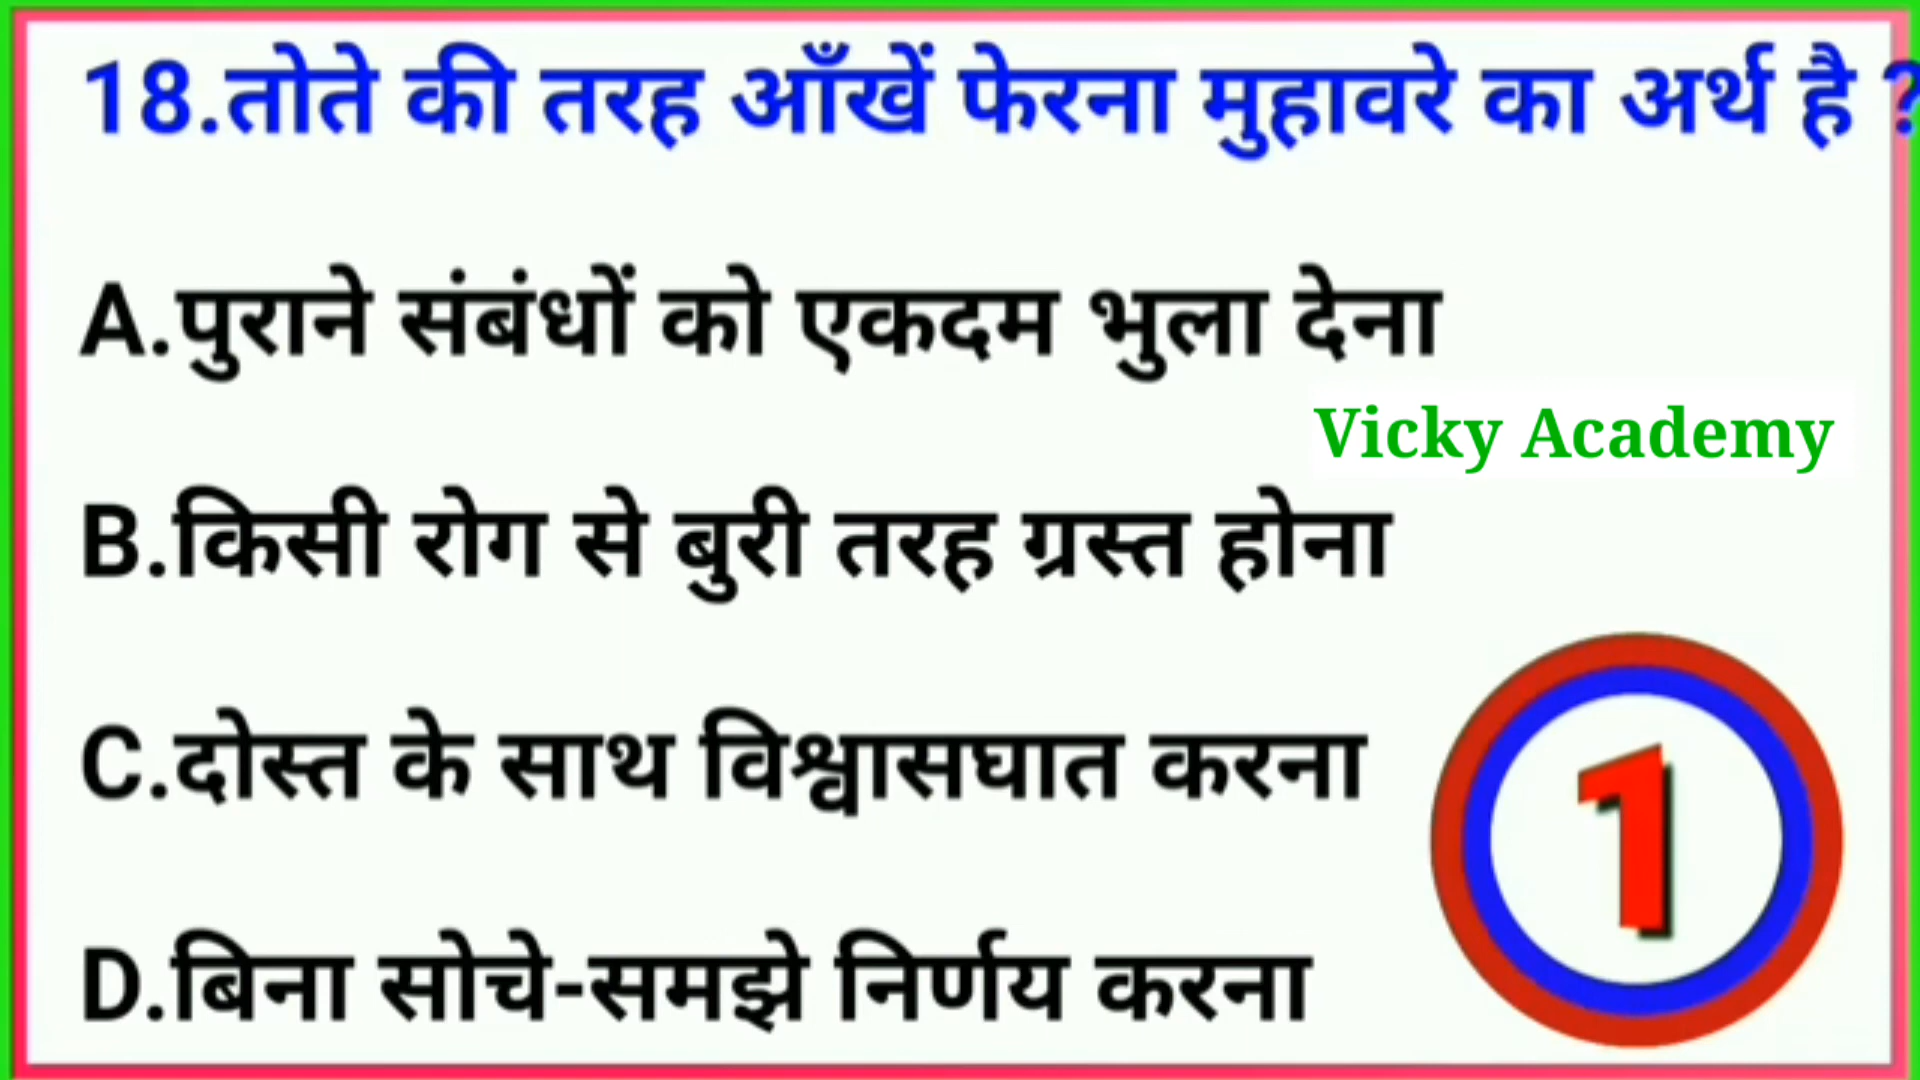 18.तोते की तरह आँखें फेरना मुहावरे का अर्थ है ?
A.पुराने संबंधों को एकदम भुला देना
Vicky Academy
B.किसी रोग से बुरी तरह ग्रस्त होना
C.दोस्त के साथ विश्वासघात करना
1
D.बिना सोचे-समझे निर्णय करना